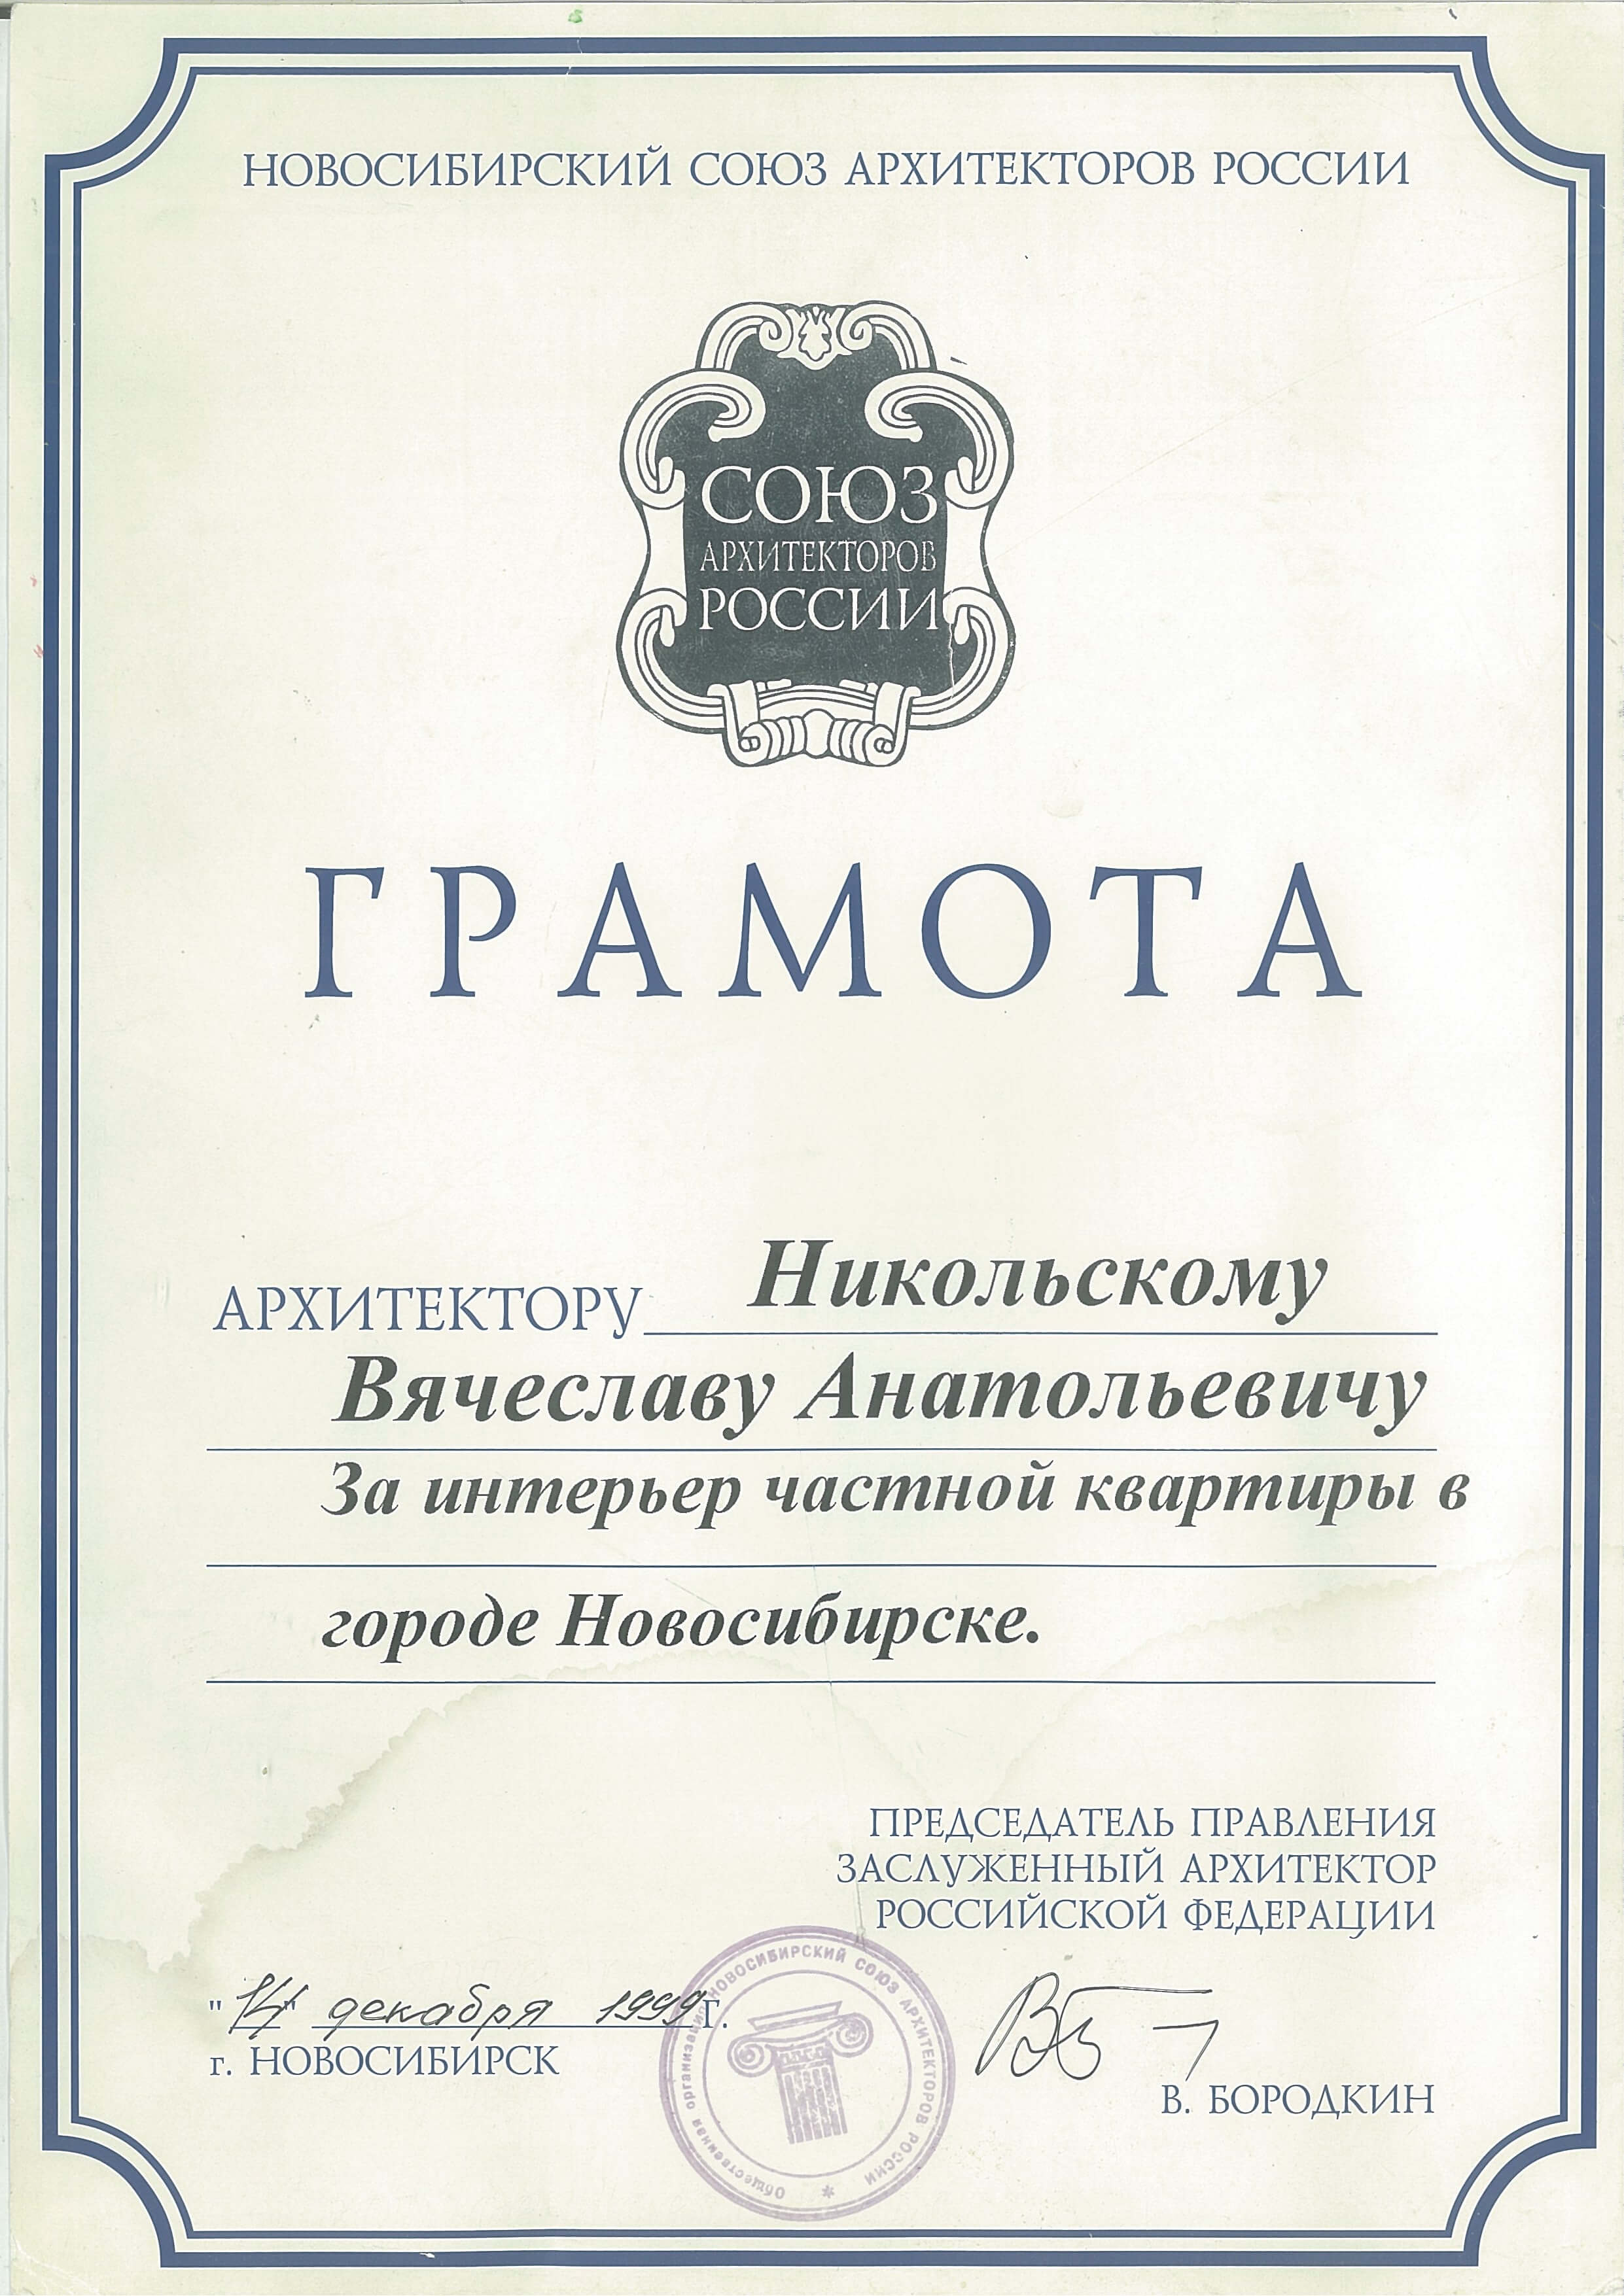 НОВОСИБИРСКИЙ СОЮЗ АРХИТЕКТОРОВ РОССИИ
СОЮЗ
АРХИТЕКТОРОВ
РОССИИ
ГРАМОТА
АРХИТЕКТОРУ Никольскому
Вячеславу Анатольевичу
За интерьер частной квартиры в
городе Новосибирске.
ПРЕДСЕДАТЕЛЬ ПРАВЛЕНИЯ
ЗАСЛУЖЕННЫЙ АРХИТЕКТОР
РОССИЙСКОЙ ФЕДЕРАЦИИ
"14" декабря 1999 г.
г. НОВОСИБИРСК
В. БОРОДКИН
Общественная организация НОВОСИБИРСКИЙ СОЮЗ АРХИТЕКТОРОВ РОССИИ *